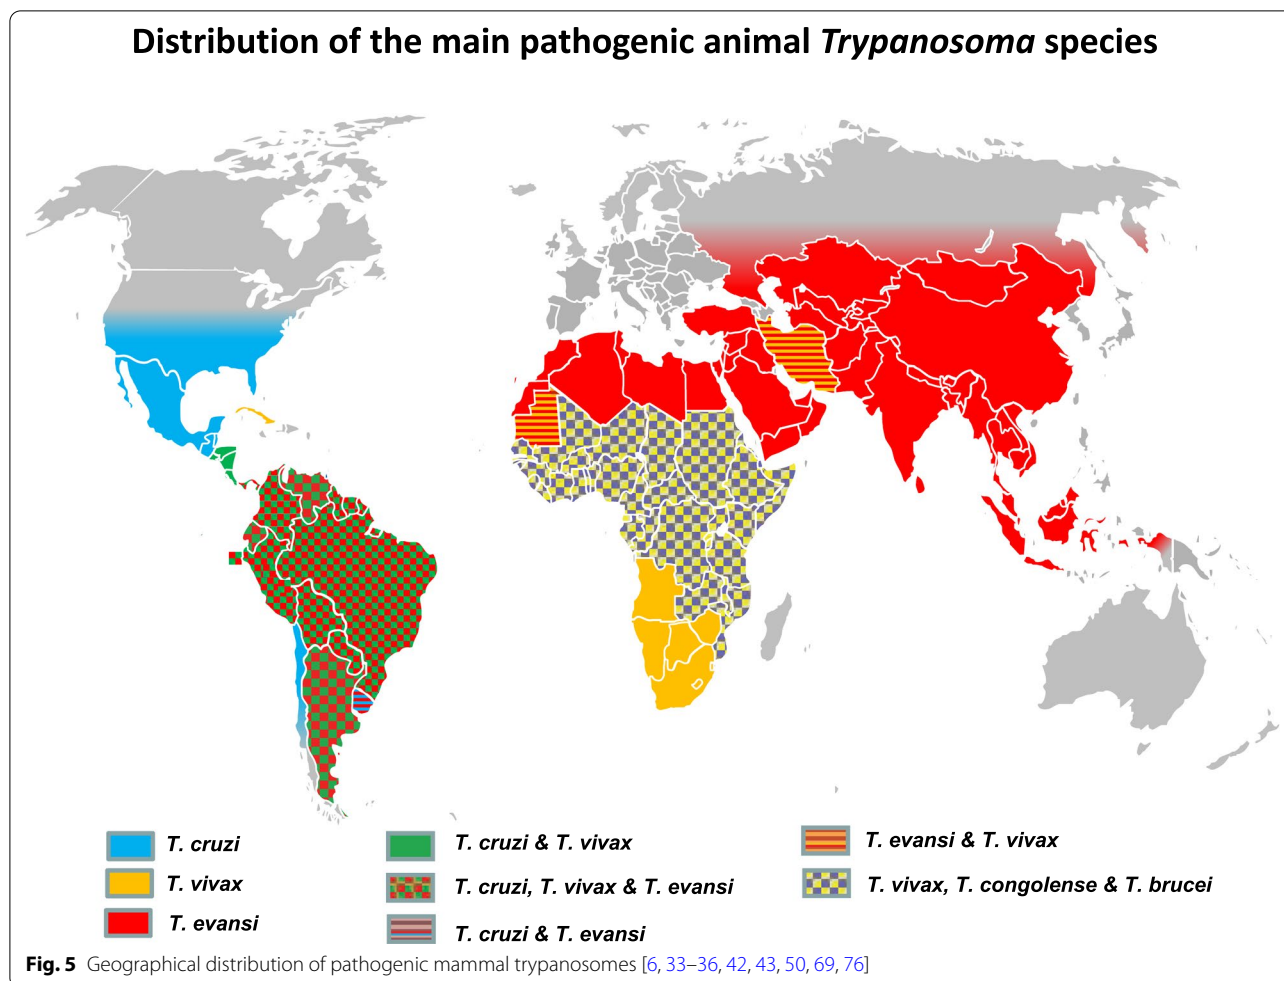 Distribution of the main pathogenic animal Trypanosoma species
T. cruzi
T. vivax
T. evansi
T. cruzi & T. vivax
T. cruzi, T. vivax & T. evansi
T. cruzi & T. evansi
T. evansi & T. vivax
T. vivax, T. congolense & T. brucei
Fig. 5 Geographical distribution of pathogenic mammal trypanosomes [6, 33–36, 42, 43, 50, 69, 76]